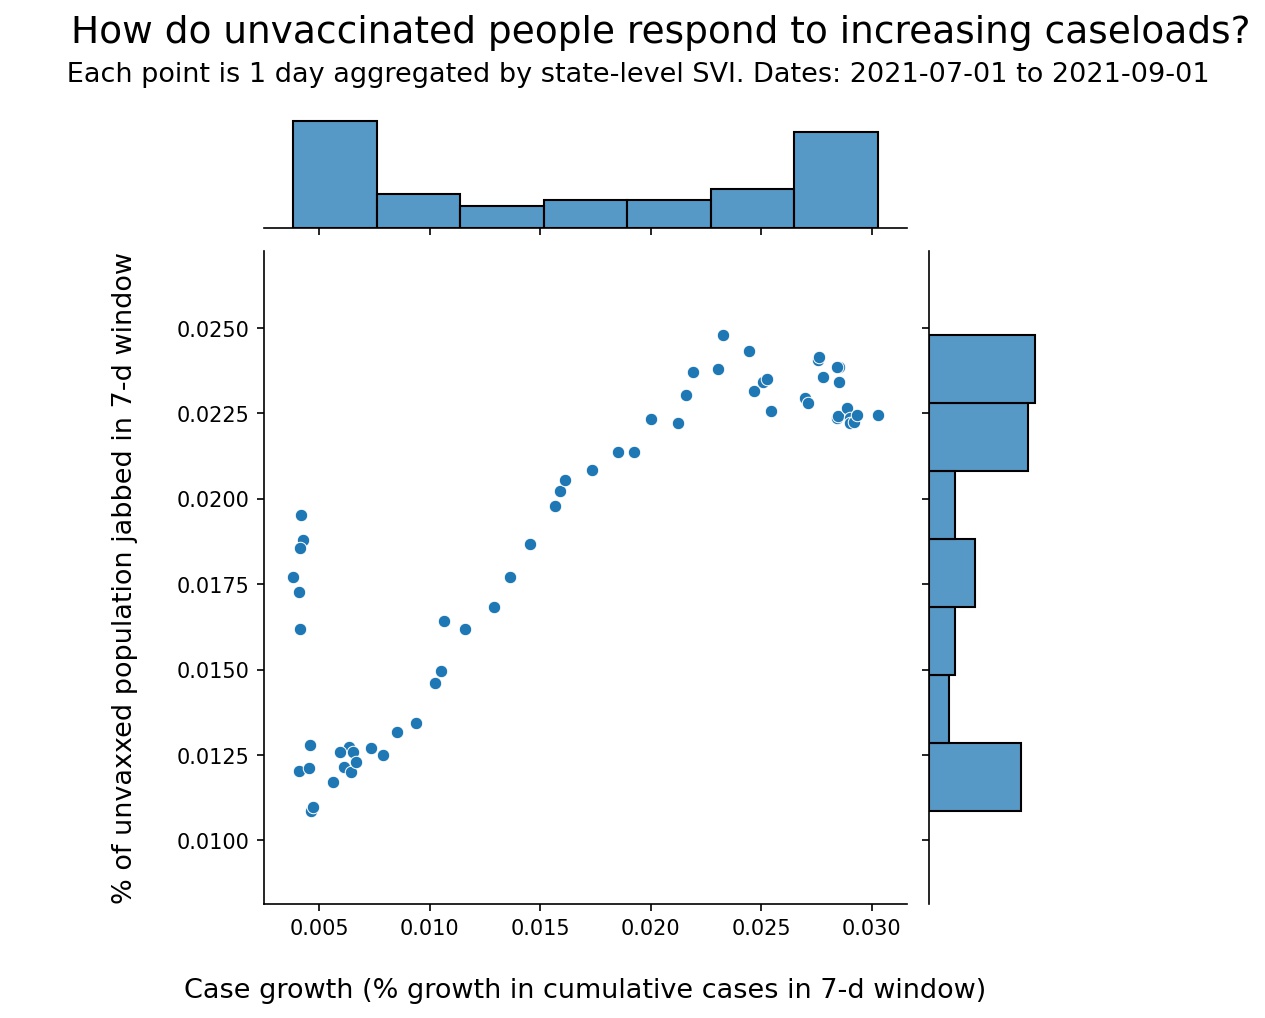 How do unvaccinated people respond to increasing caseloads?
Each point is 1 day aggregated by state-level SVI. Dates: 2021-07-01 to 2021-09-01
% of unvaxxed population jabbed in 7-d window
0.0250
0.0225
0.0200
0.0175
0.0150
0.0125
0.0100
0.005 0.010 0.015 0.020 0.025 0.030
Case growth (% growth in cumulative cases in 7-d window)